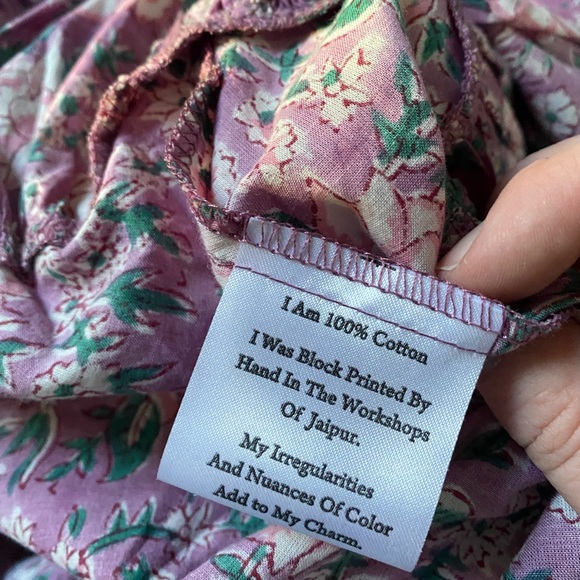 I Am 100% Cotton
I Was Block Printed By
Hand In The Workshops
Of Jaipur.
My Irregularities
And Nuances Of Color
Add to My Charm.